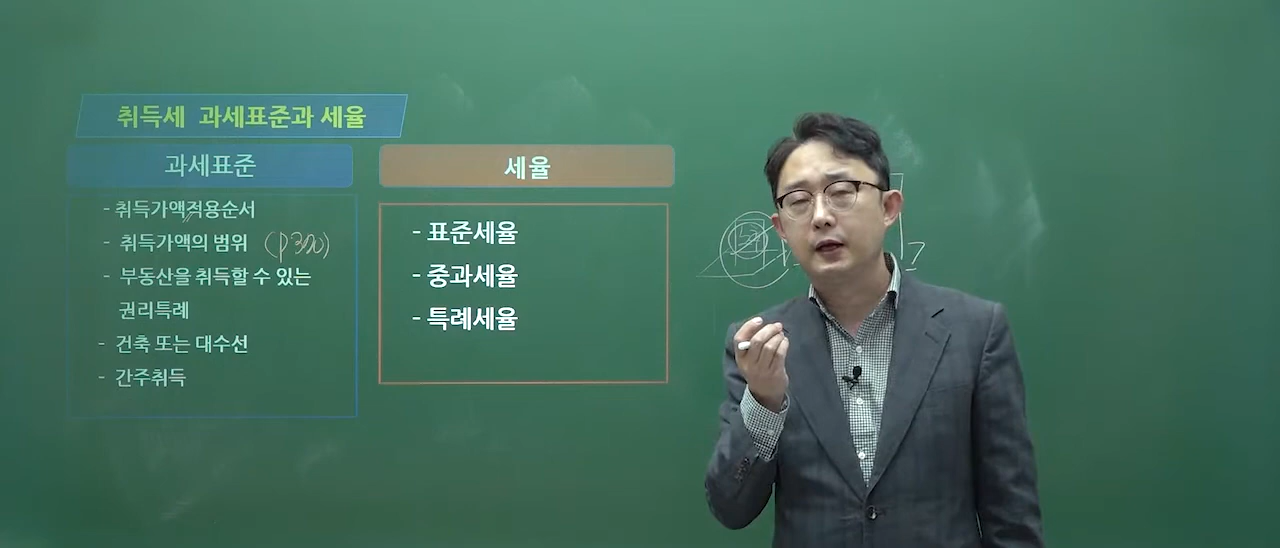 취득세 과세표준과 세율
과세표준
- 취득가액적용순서
- 취득가액의 범위 (p300)
- 부동산을 취득할 수 있는
권리특례
- 건축 또는 대수선
- 간주취득
세율
- 표준세율
- 중과세율
- 특례세율